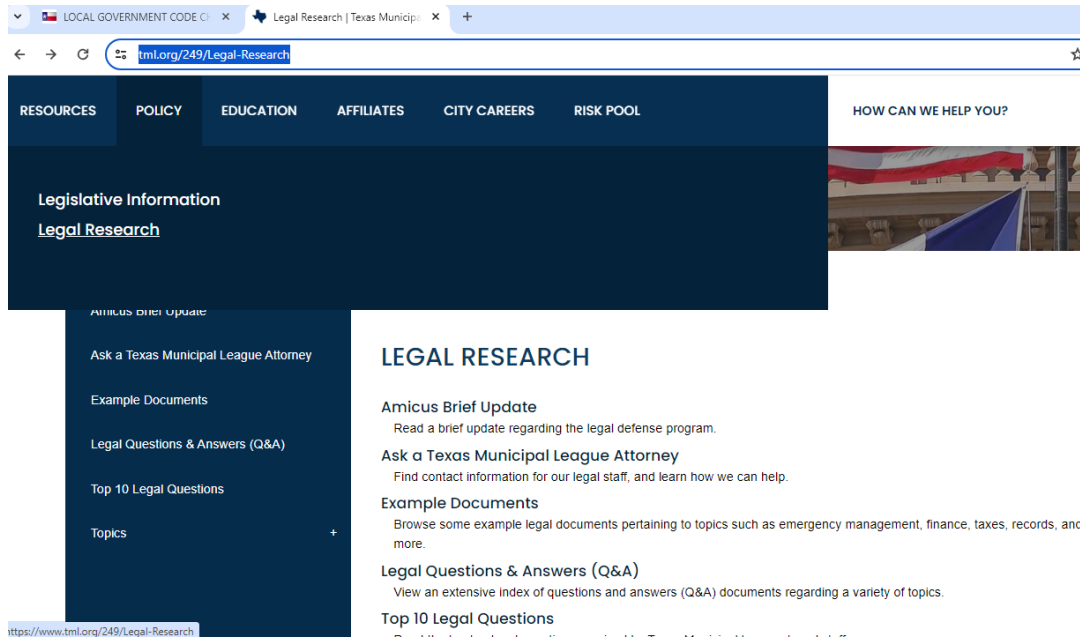 LOCAL GOVERNMENT CODE CH
Legal Research | Texas Municipa
tml.org/249/Legal-Research
RESOURCES POLICY EDUCATION AFFILIATES CITY CAREERS RISK POOL HOW CAN WE HELP YOU?
Legislative Information
Legal Research
Amicus Brief Update
Ask a Texas Municipal League Attorney
Example Documents
Legal Questions & Answers (Q&A)
Top 10 Legal Questions
Topics +
LEGAL RESEARCH
Amicus Brief Update
Read a brief update regarding the legal defense program.
Ask a Texas Municipal League Attorney
Find contact information for our legal staff, and learn how we can help.
Example Documents
Browse some example legal documents pertaining to topics such as emergency management, finance, taxes, records, and
more.
Legal Questions & Answers (Q&A)
View an extensive index of questions and answers (Q&A) documents regarding a variety of topics.
Top 10 Legal Questions
https://www.tml.org/249/Legal-Research